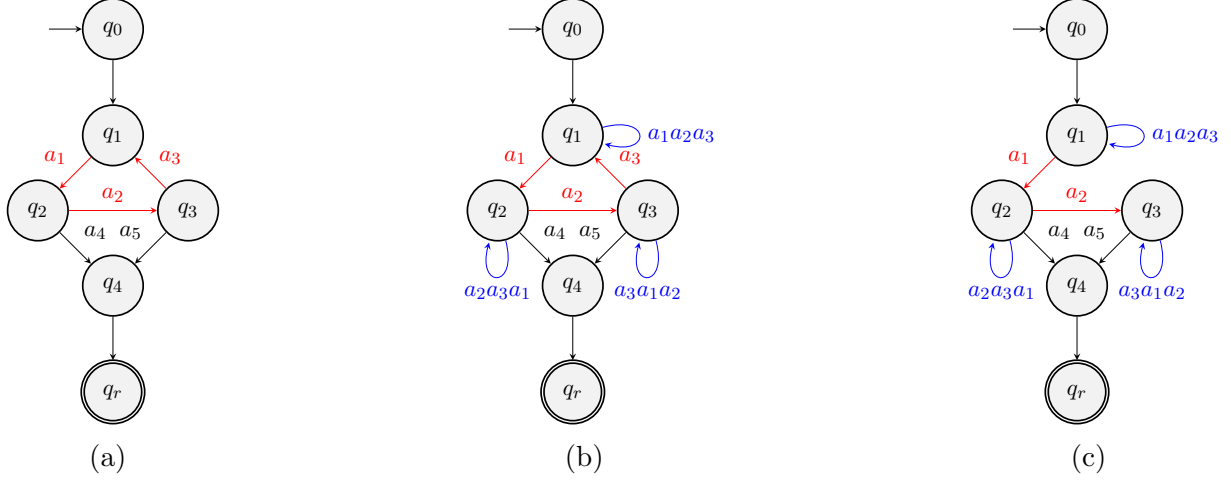 q0 q0 q0
q1 q1 a1a2a3 q1 a1a2a3
a1 a3 a1 a3 a1
q2 a2 q3 q2 a2 q3 q2 a2 q3
a4 a5 a4 a5 a4 a5
q4 a2a3a1 q4 a3a1a2 a2a3a1 q4 a3a1a2
qr qr qr
(a) (b) (c)